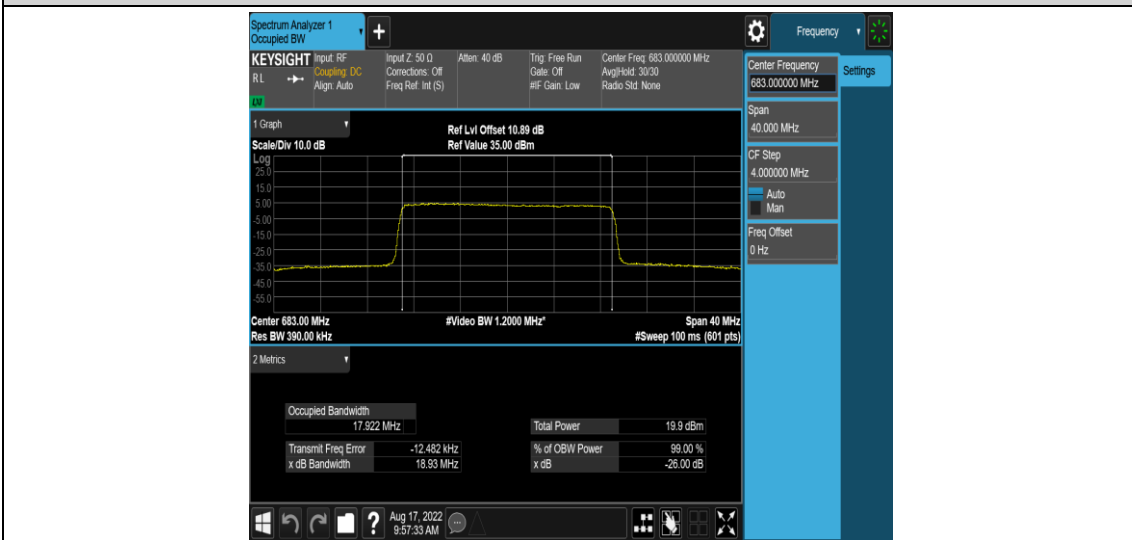 Spectrum Analyzer 1
Occupied BW
+
Frequency
KEYSIGHT
RL
LXI
Input: RF
Coupling: DC
Align: Auto
Input Z: 50 Ω
Corrections: Off
Freq Ref: Int (S)
Atten: 40 dB
Trig: Free Run
Gate: Off
#IF Gain: Low
Center Freq: 683.000000 MHz
Avg|Hold: 30/30
Radio Std: None
Center Frequency
683.000000 MHz
Settings
Span
40.000 MHz
CF Step
4.000000 MHz
Auto
Man
Freq Offset
0 Hz
1 Graph
Scale/Div 10.0 dB
Ref Lvl Offset 10.89 dB
Ref Value 35.00 dBm
Log
25.0
15.0
5.00
-5.00
-15.0
-25.0
-35.0
-45.0
-55.0
Center 683.00 MHz
Res BW 390.00 kHz
#Video BW 1.2000 MHz*
Span 40 MHz
#Sweep 100 ms (601 pts)
2 Metrics
Occupied Bandwidth
17.922 MHz
Transmit Freq Error -12.482 kHz
x dB Bandwidth 18.93 MHz
Total Power 19.9 dBm
% of OBW Power 99.00 %
x dB -26.00 dB
?
Aug 17, 2022
9:57:33 AM